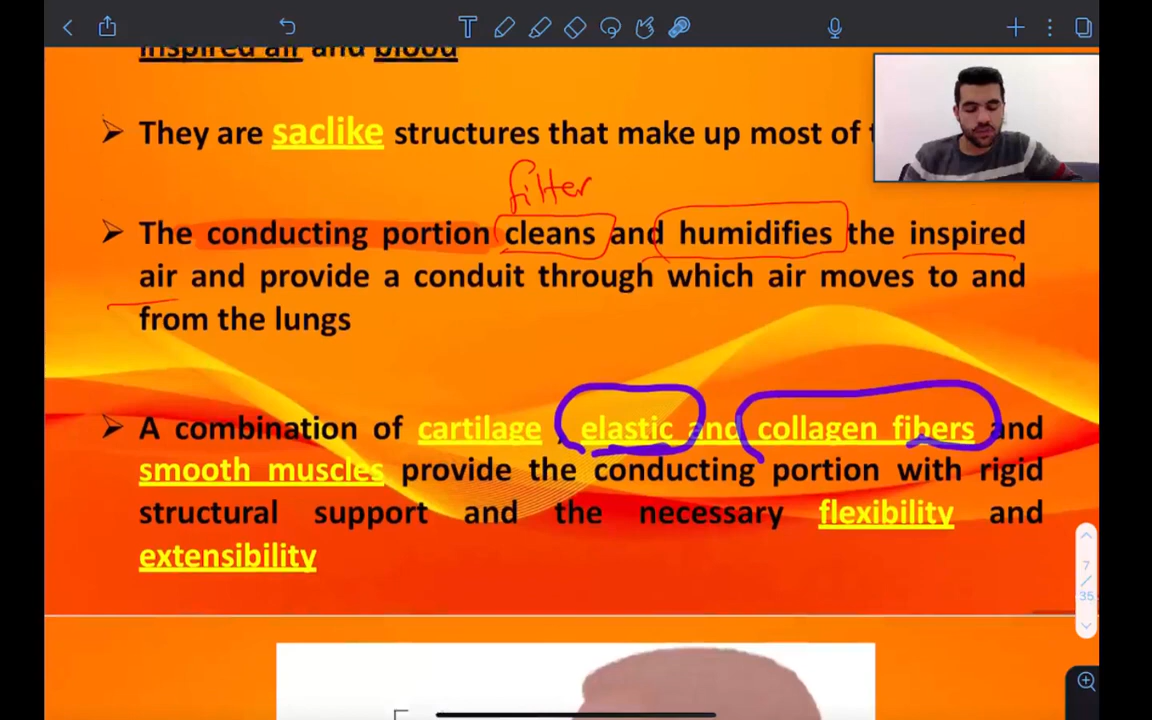 inspired air and blood
➢ They are saclike structures that make up most of
filter
➢ The conducting portion cleans and humidifies the inspired
air and provide a conduit through which air moves to and
from the lungs
➢ A combination of cartilage , elastic and collagen fibers and
smooth muscles provide the conducting portion with rigid
structural support and the necessary flexibility and
extensibility
7
/
35